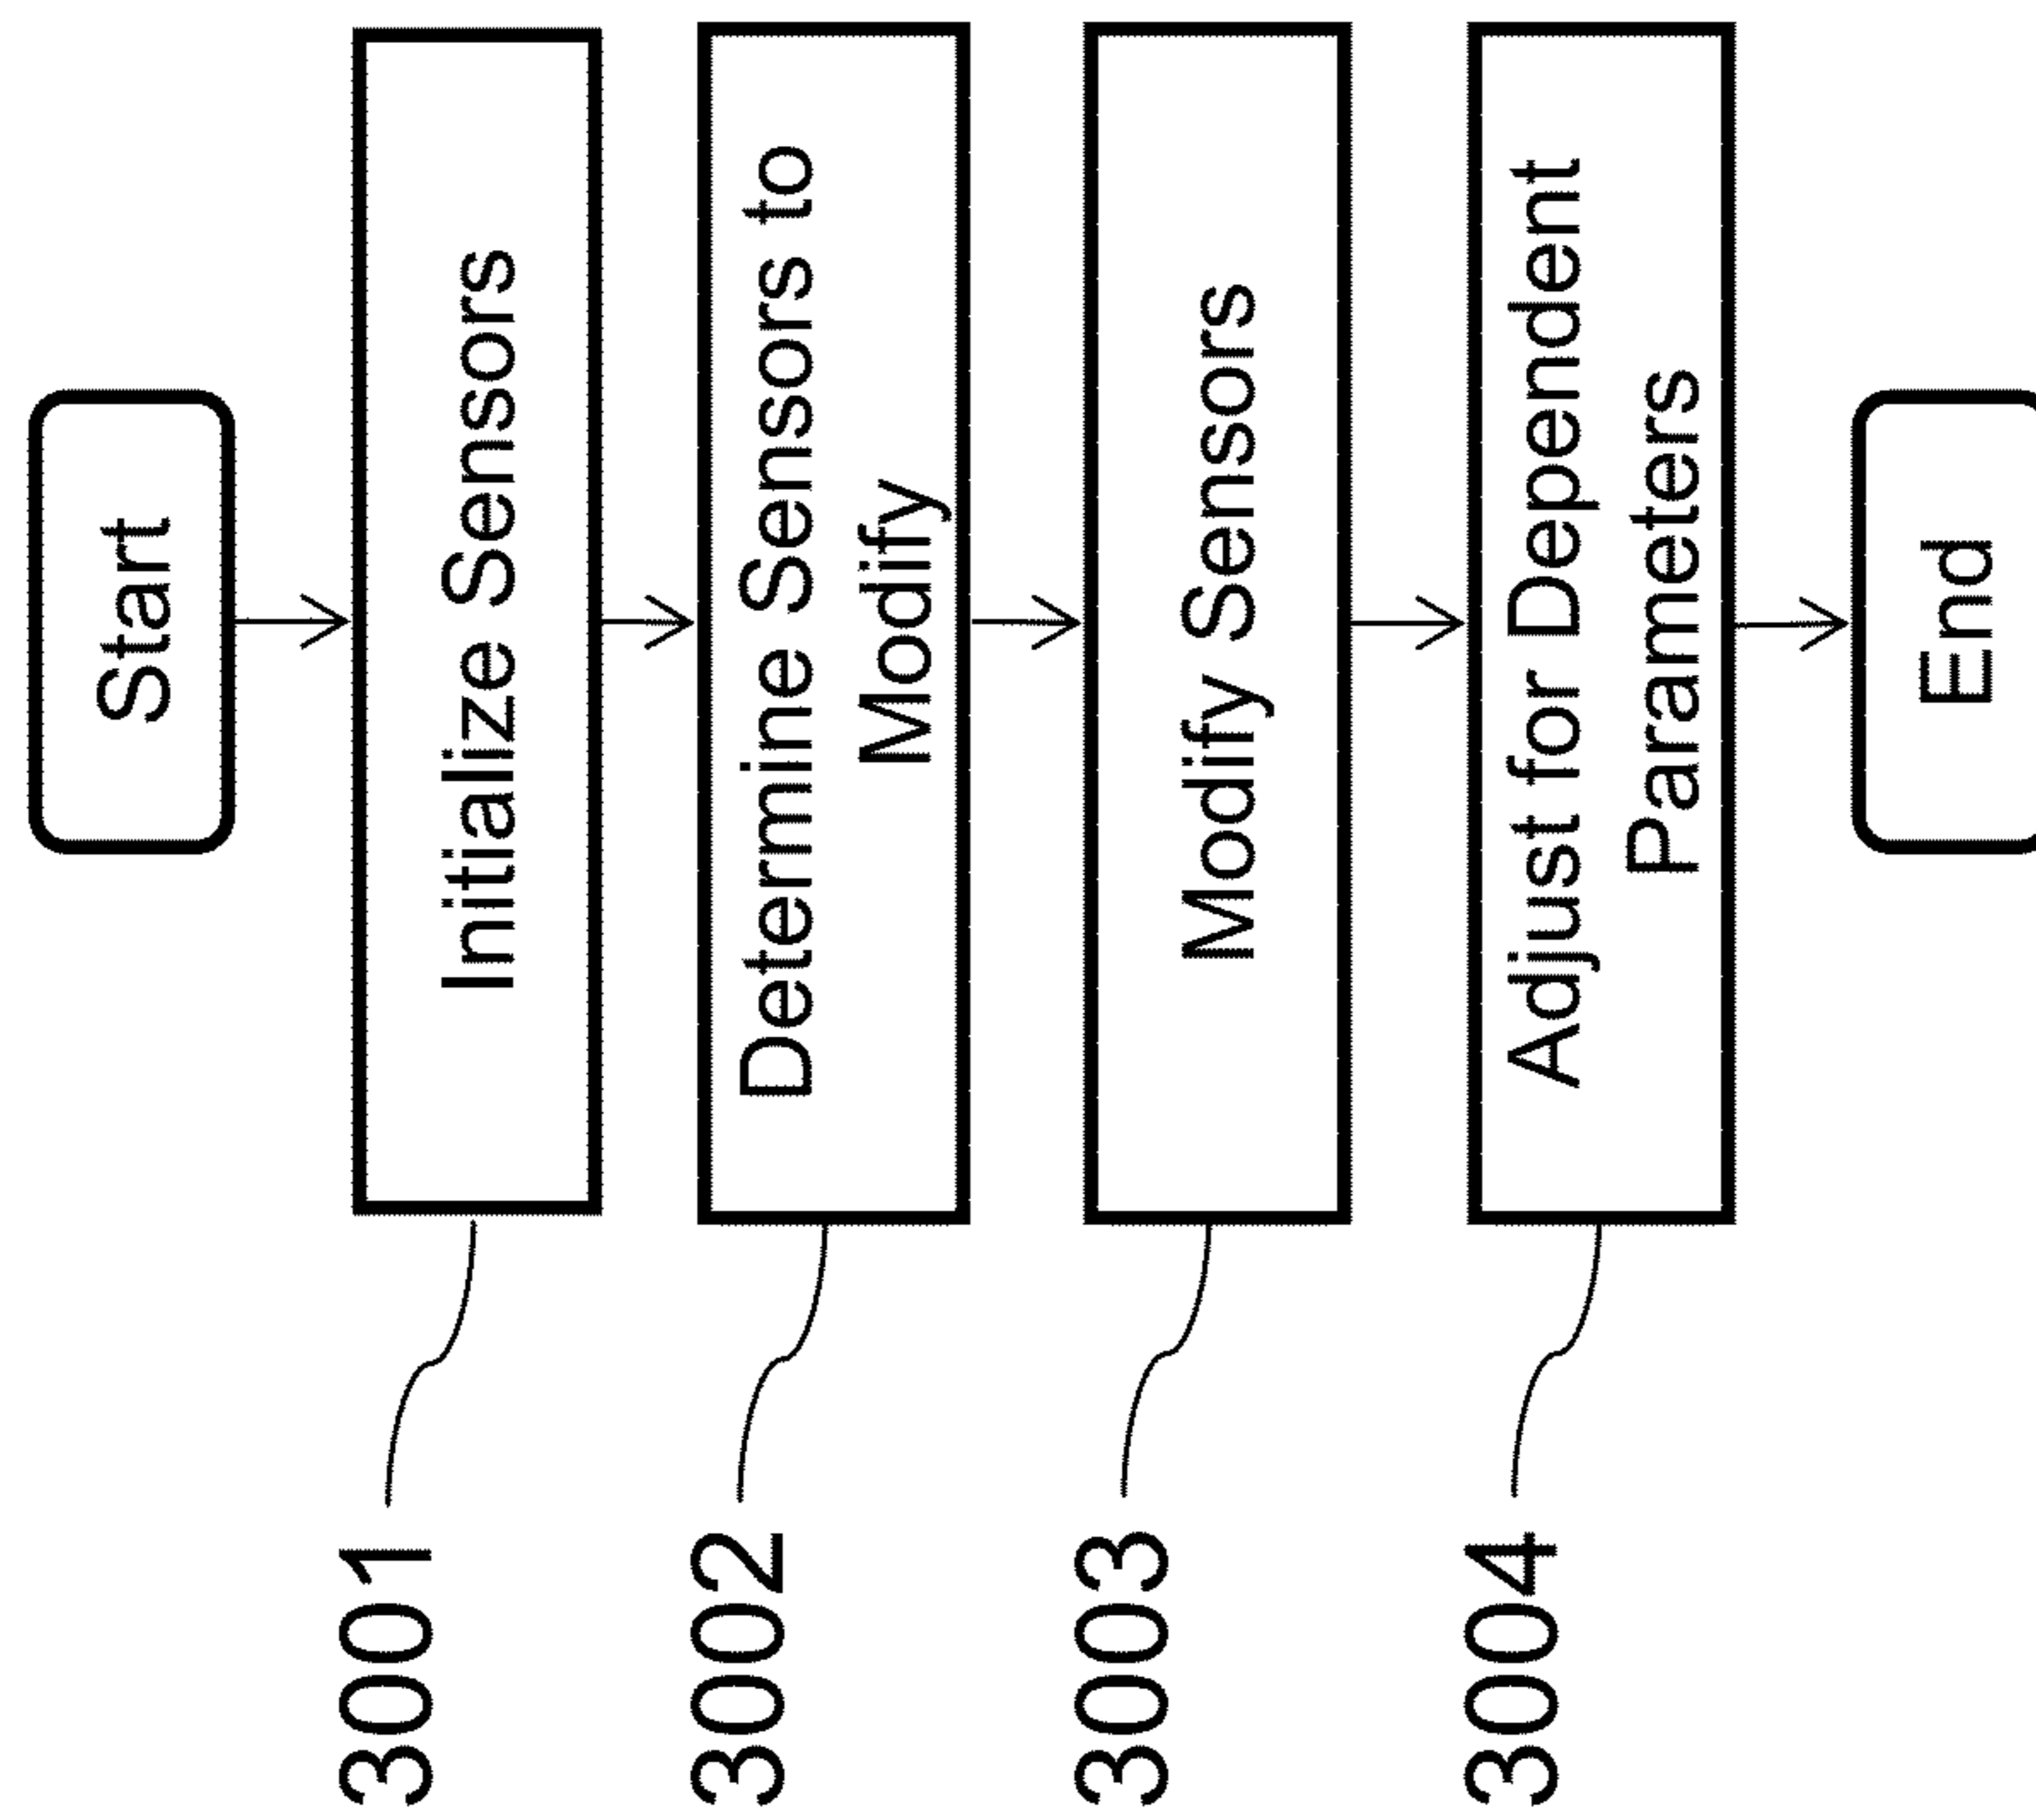 Start
3001
Initialize Sensors
3002
Determine Sensors to
Modify
3003
Modify Sensors
3004
Adjust for Dependent
Parameters
End